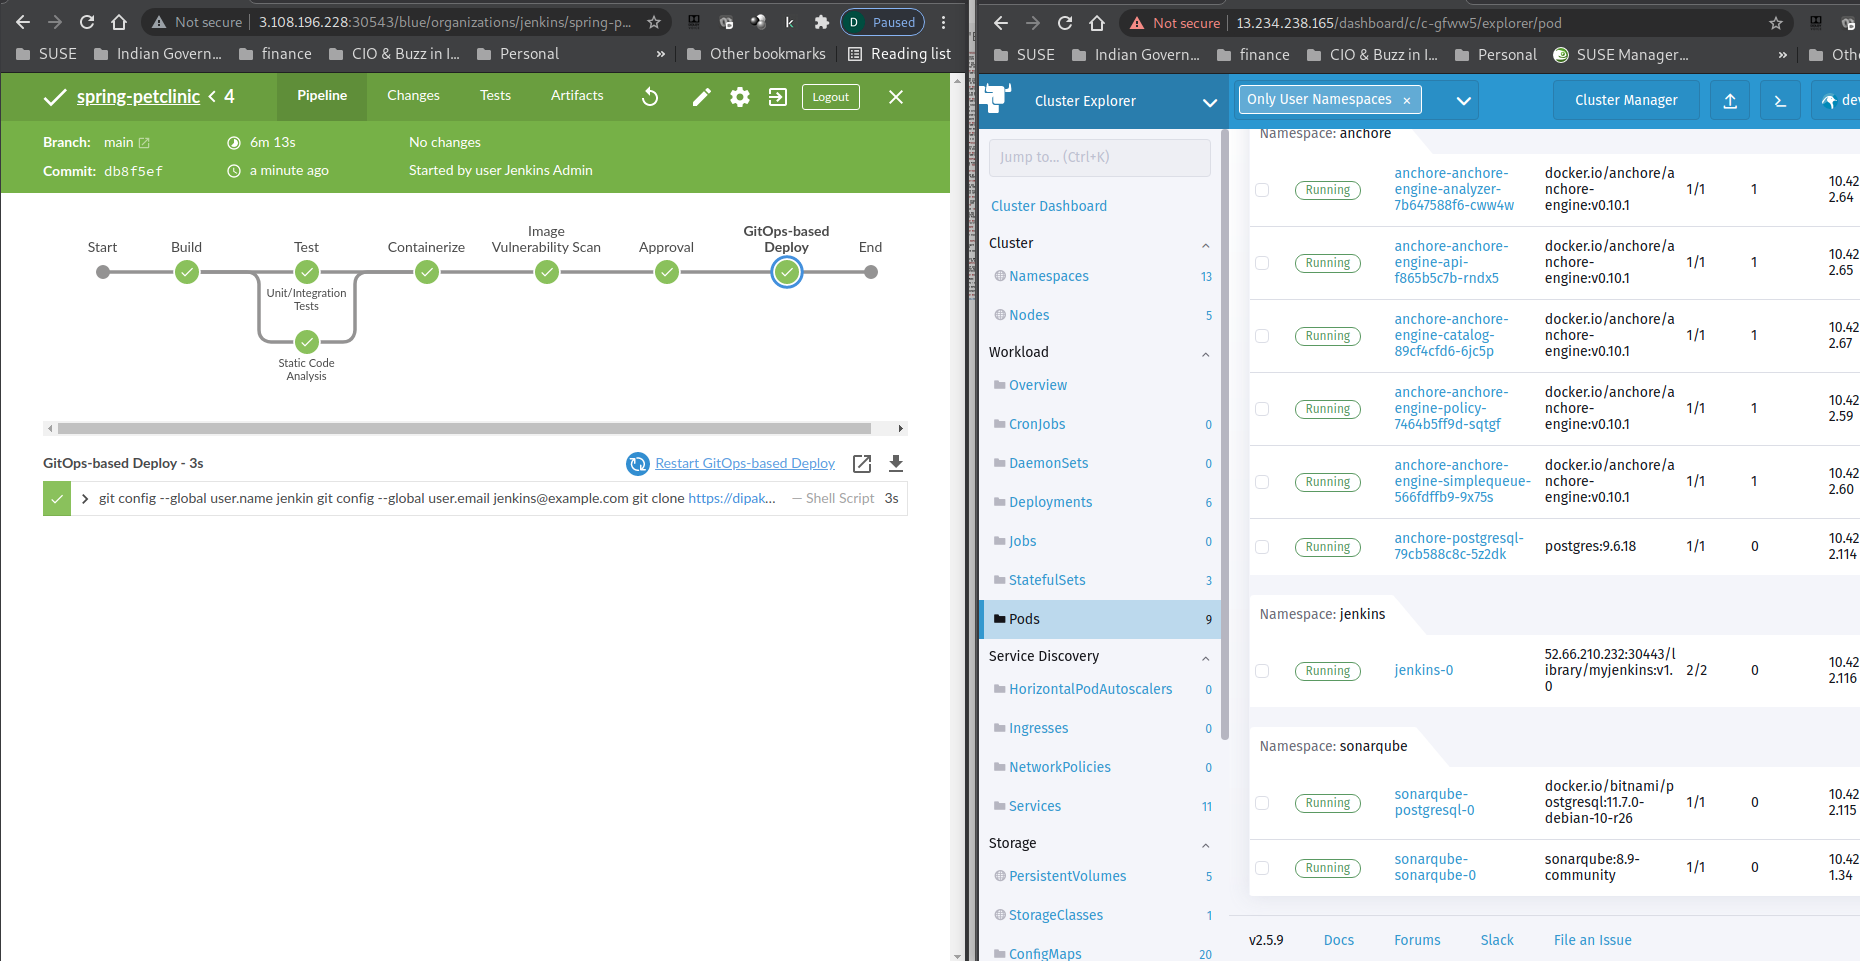 Not secure
3.108.196.228:30543/blue/organizations/jenkins/spring-p...
D Paused
SUSE
Indian Govern...
finance
CIO & Buzz in I...
Personal
»
Other bookmarks
Reading list
spring-petclinic < 4
Pipeline
Changes
Tests
Artifacts
Logout
Branch: main
6m 13s
No changes
Commit: db8f5ef
a minute ago
Started by user Jenkins Admin
Start
Build
Test
Unit/Integration
Tests
Static Code
Analysis
Containerize
Image
Vulnerability Scan
Approval
GitOps-based
Deploy
End
GitOps-based Deploy - 3s
Restart GitOps-based Deploy
git config --global user.name jenkin git config --global user.email jenkins@example.com git clone https://dipak...
— Shell Script
3s
Not secure
13.234.238.165/dashboard/c/c-gfww5/explorer/pod
SUSE
Indian Govern...
finance
CIO & Buzz in I...
Personal
SUSE Manager...
»
Othe
Cluster Explorer
Only User Namespaces ×
Cluster Manager
dev
Jump to... (Ctrl+K)
Cluster Dashboard
Cluster
Namespaces 13
Nodes 5
Workload
Overview
CronJobs 0
DaemonSets 0
Deployments 6
Jobs 0
StatefulSets 3
Pods 9
Service Discovery
HorizontalPodAutoscalers 0
Ingresses 0
NetworkPolicies 0
Services 11
Storage
PersistentVolumes 5
StorageClasses 1
ConfigMaps 20
Namespace: anchore
Running
anchore-anchore-
engine-analyzer-
7b647588f6-cww4w
docker.io/anchore/a
nchore-
engine:v0.10.1
1/1
1
10.42
2.64
Running
anchore-anchore-
engine-api-
f865b5c7b-rndx5
docker.io/anchore/a
nchore-
engine:v0.10.1
1/1
1
10.42
2.65
Running
anchore-anchore-
engine-catalog-
89cf4cfd6-6jc5p
docker.io/anchore/a
nchore-
engine:v0.10.1
1/1
1
10.42
2.67
Running
anchore-anchore-
engine-policy-
7464b5ff9d-sqtgf
docker.io/anchore/a
nchore-
engine:v0.10.1
1/1
1
10.42
2.59
Running
anchore-anchore-
engine-simplequeue-
566fdffb9-9x75s
docker.io/anchore/a
nchore-
engine:v0.10.1
1/1
1
10.42
2.60
Running
anchore-postgresql-
79cb588c8c-5z2dk
postgres:9.6.18
1/1
0
10.42
2.114
Namespace: jenkins
Running
jenkins-0
52.66.210.232:30443/l
ibrary/myjenkins:v1.
0
2/2
0
10.42
2.116
Namespace: sonarqube
Running
sonarqube-
postgresql-0
docker.io/bitnami/p
ostgresql:11.7.0-
debian-10-r26
1/1
0
10.42
2.115
Running
sonarqube-
sonarqube-0
sonarqube:8.9-
community
1/1
0
10.42
1.34
v2.5.9
Docs
Forums
Slack
File an Issue